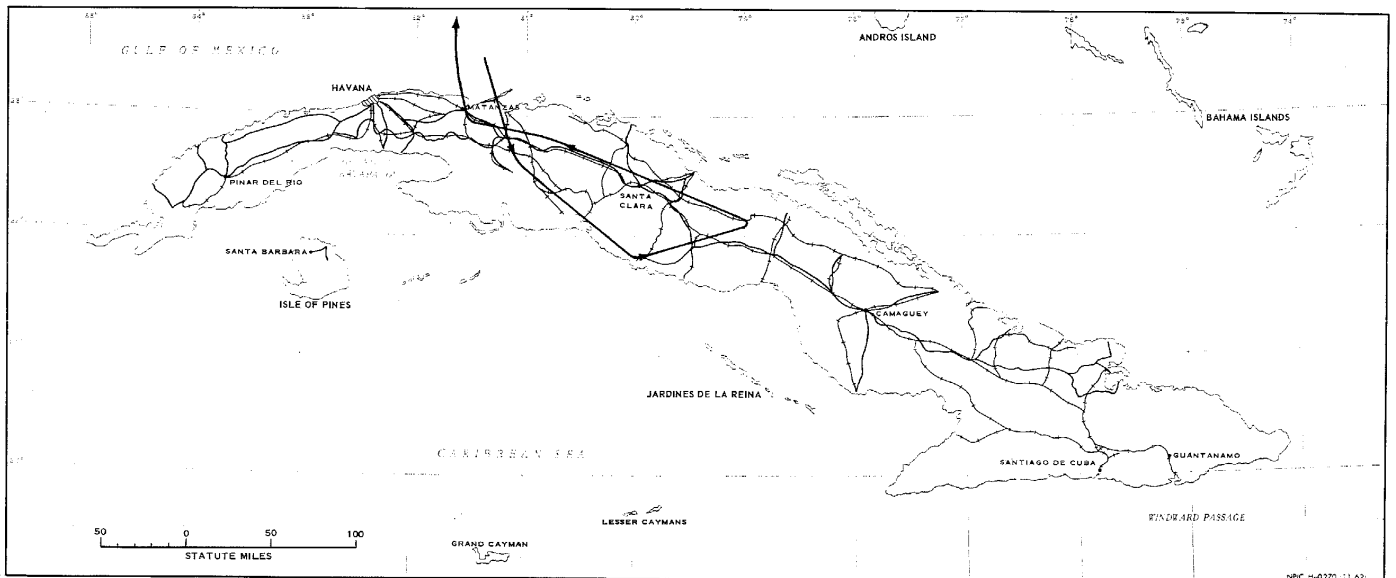 GULF OF MEXICO
ANDROS ISLAND
HAVANA
MATANZAS
BAHAMA ISLANDS
PINAR DEL RIO
SANTA
CLARA
SANTA BARBARA
ISLE OF PINES
CAMAGUEY
JARDINES DE LA REINA
CARIBBEAN SEA
SANTIAGO DE CUBA
GUANTANAMO
WINDWARD PASSAGE
LESSER CAYMANS
GRAND CAYMAN
50 0 50 100
STATUTE MILES